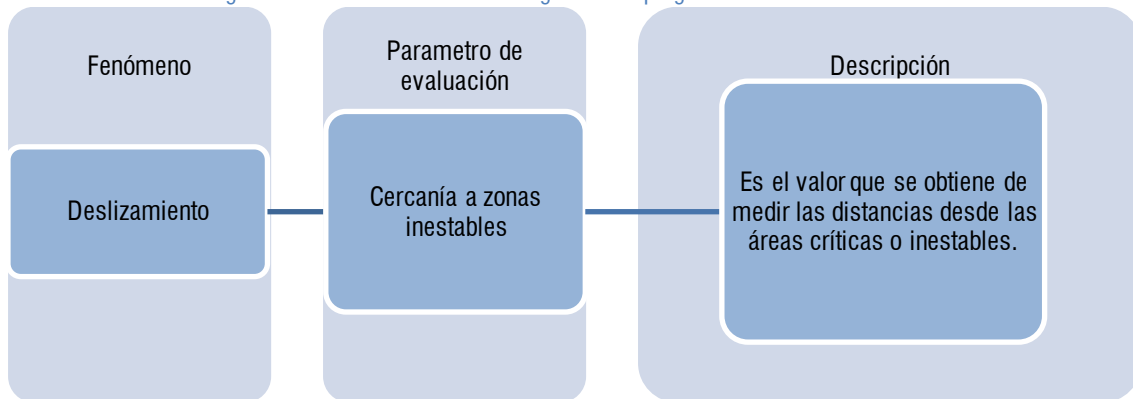 Fenómeno
Parametro de
evaluación
Descripción
Deslizamiento
Cercanía a zonas
inestables
Es el valor que se obtiene de
medir las distancias desde las
áreas críticas o inestables.